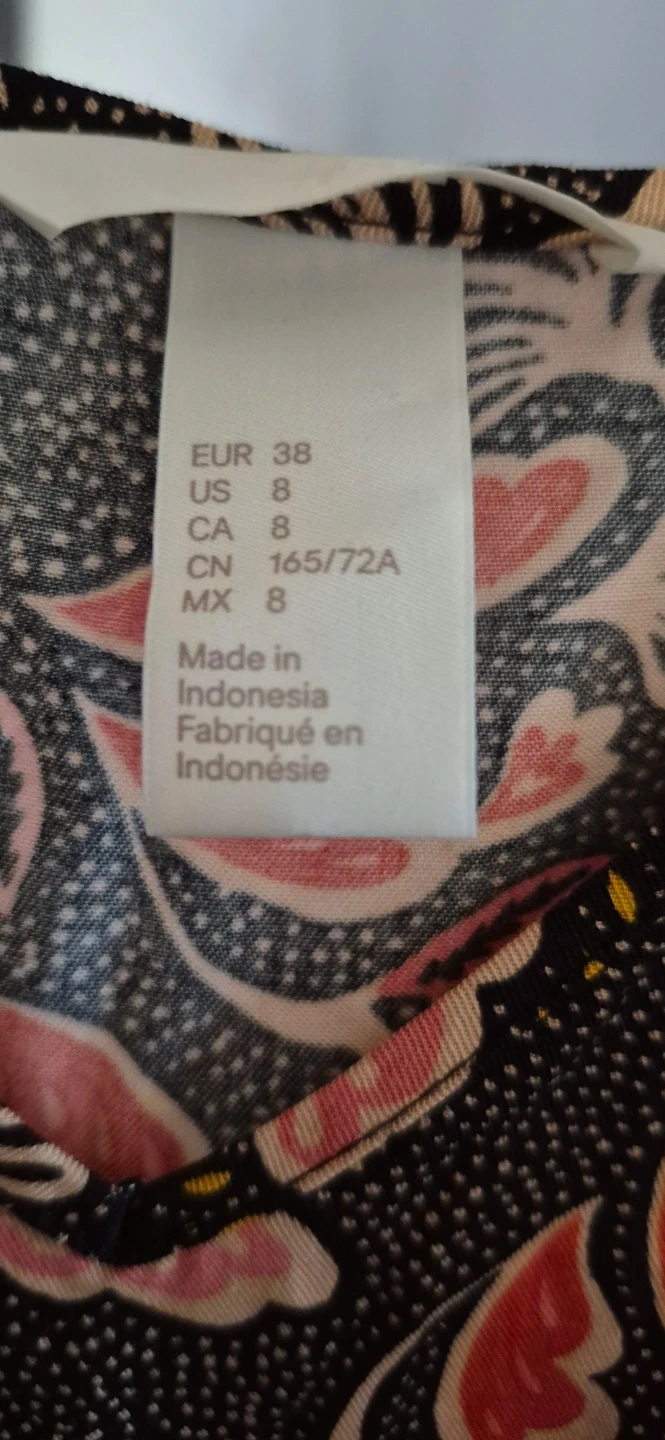 EUR 38
US 8
CA 8
CN 165/72A
MX 8
Made in
Indonesia
Fabriqué en
Indonésie